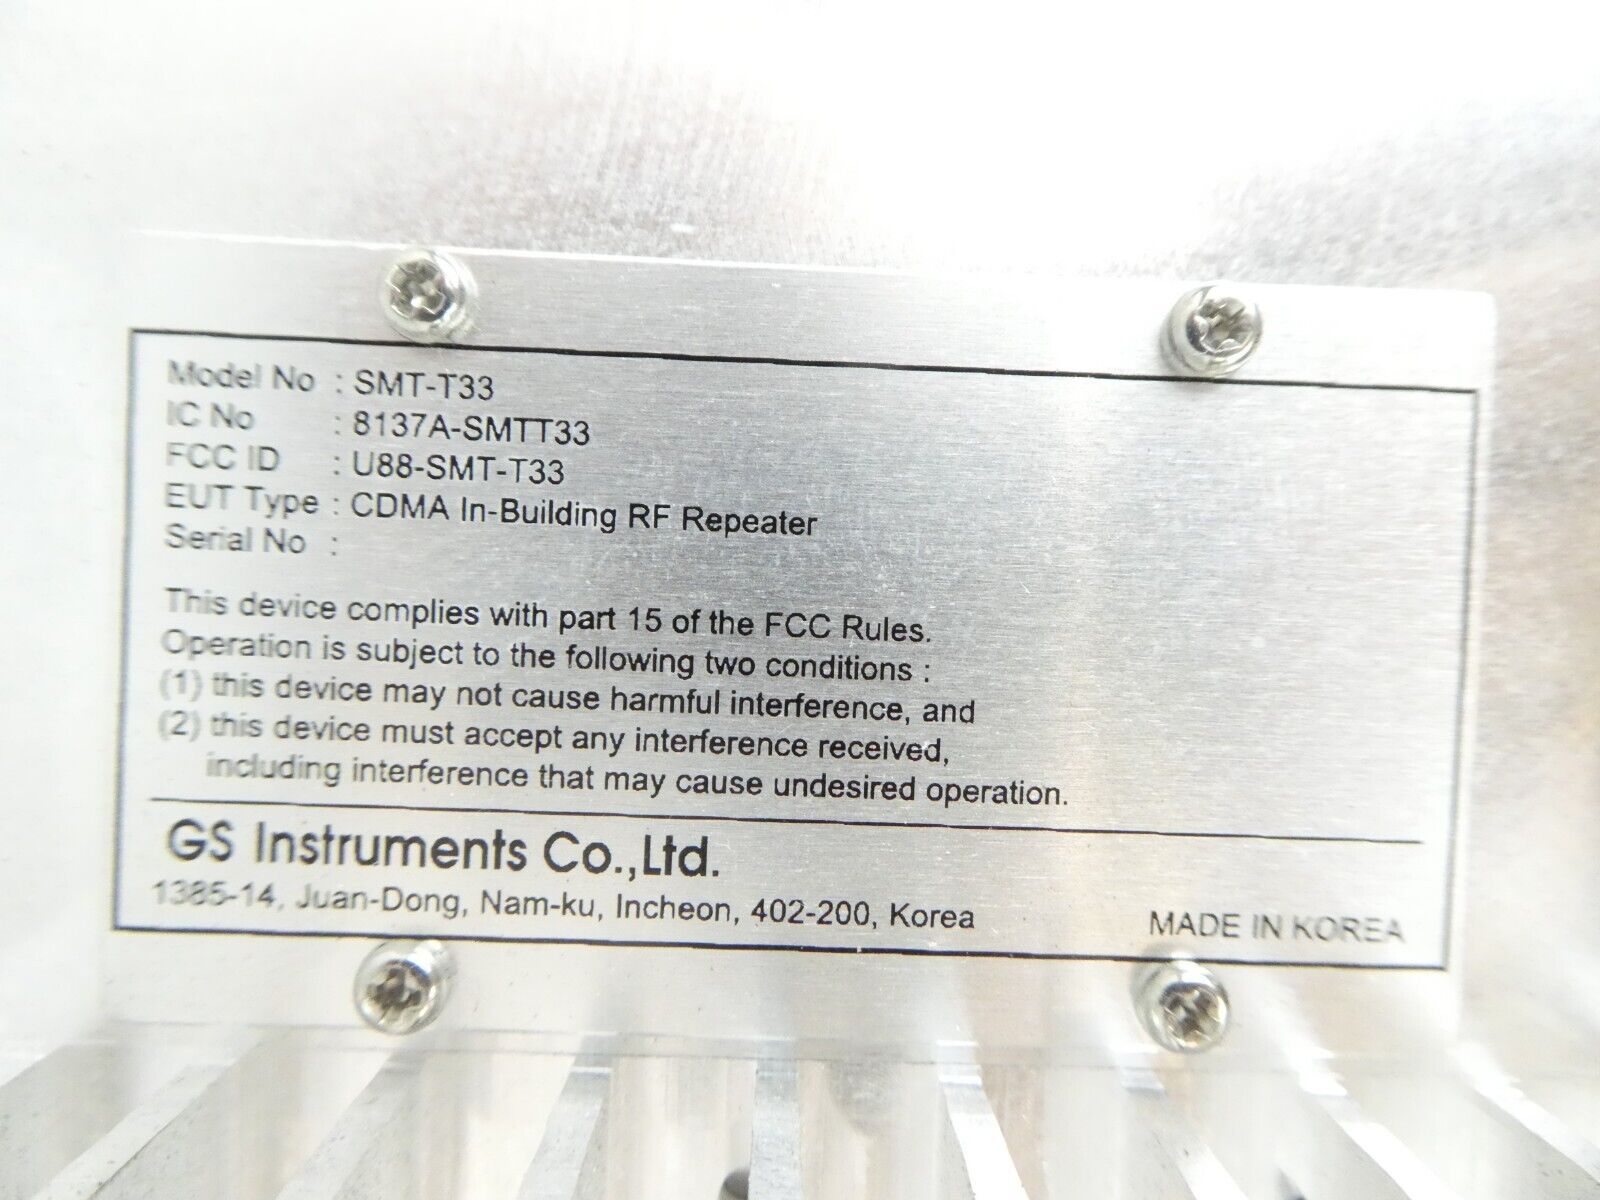 Model No : SMT-T33
IC No : 8137A-SMTT33
FCC ID : U88-SMT-T33
EUT Type : CDMA In-Building RF Repeater
Serial No :
This device complies with part 15 of the FCC Rules.
Operation is subject to the following two conditions :
(1) this device may not cause harmful interference, and
(2) this device must accept any interference received,
including interference that may cause undesired operation.
GS Instruments Co.,Ltd.
1385-14, Juan-Dong, Nam-ku, Incheon, 402-200, Korea
MADE IN KOREA